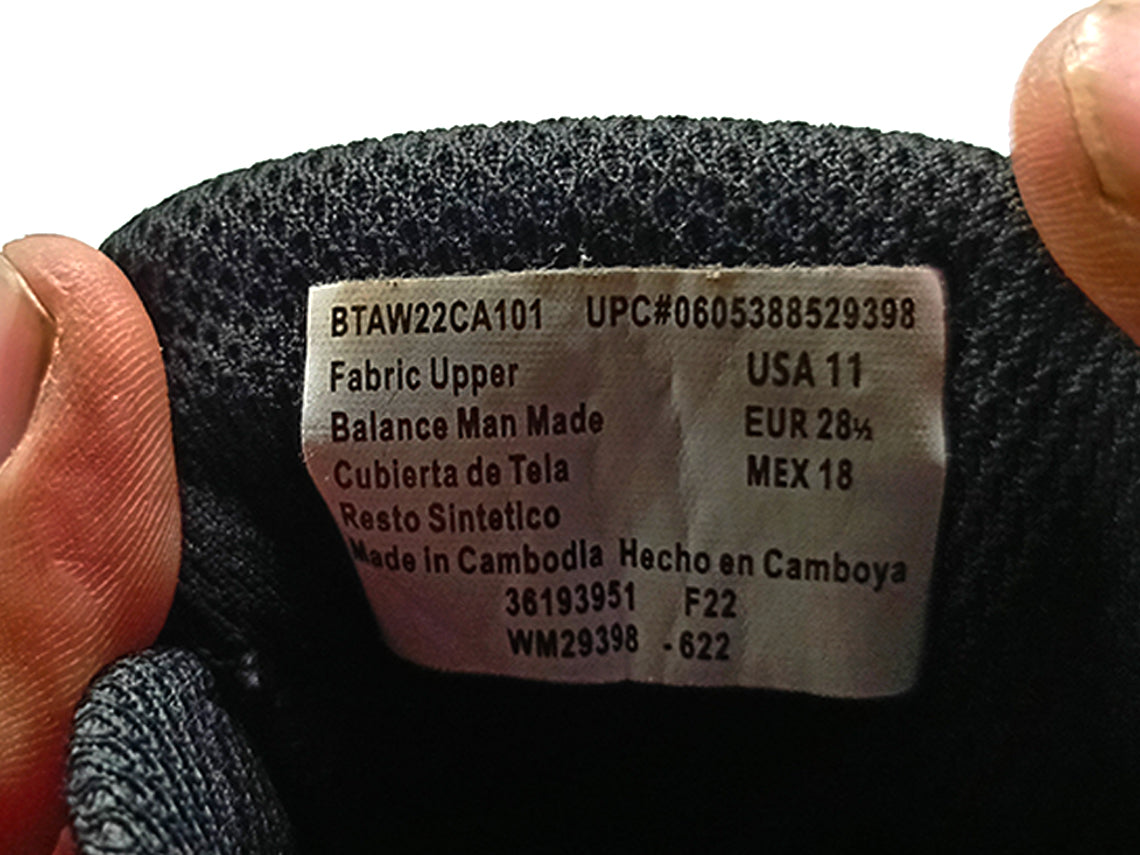 BTAW22CA101 UPC#0605388529398
Fabric Upper USA 11
Balance Man Made EUR 28½
Cubierta de Tela MEX 18
Resto Sintetico
Made in Cambodia Hecho en Camboya
36193951 F22
WM29398 -622